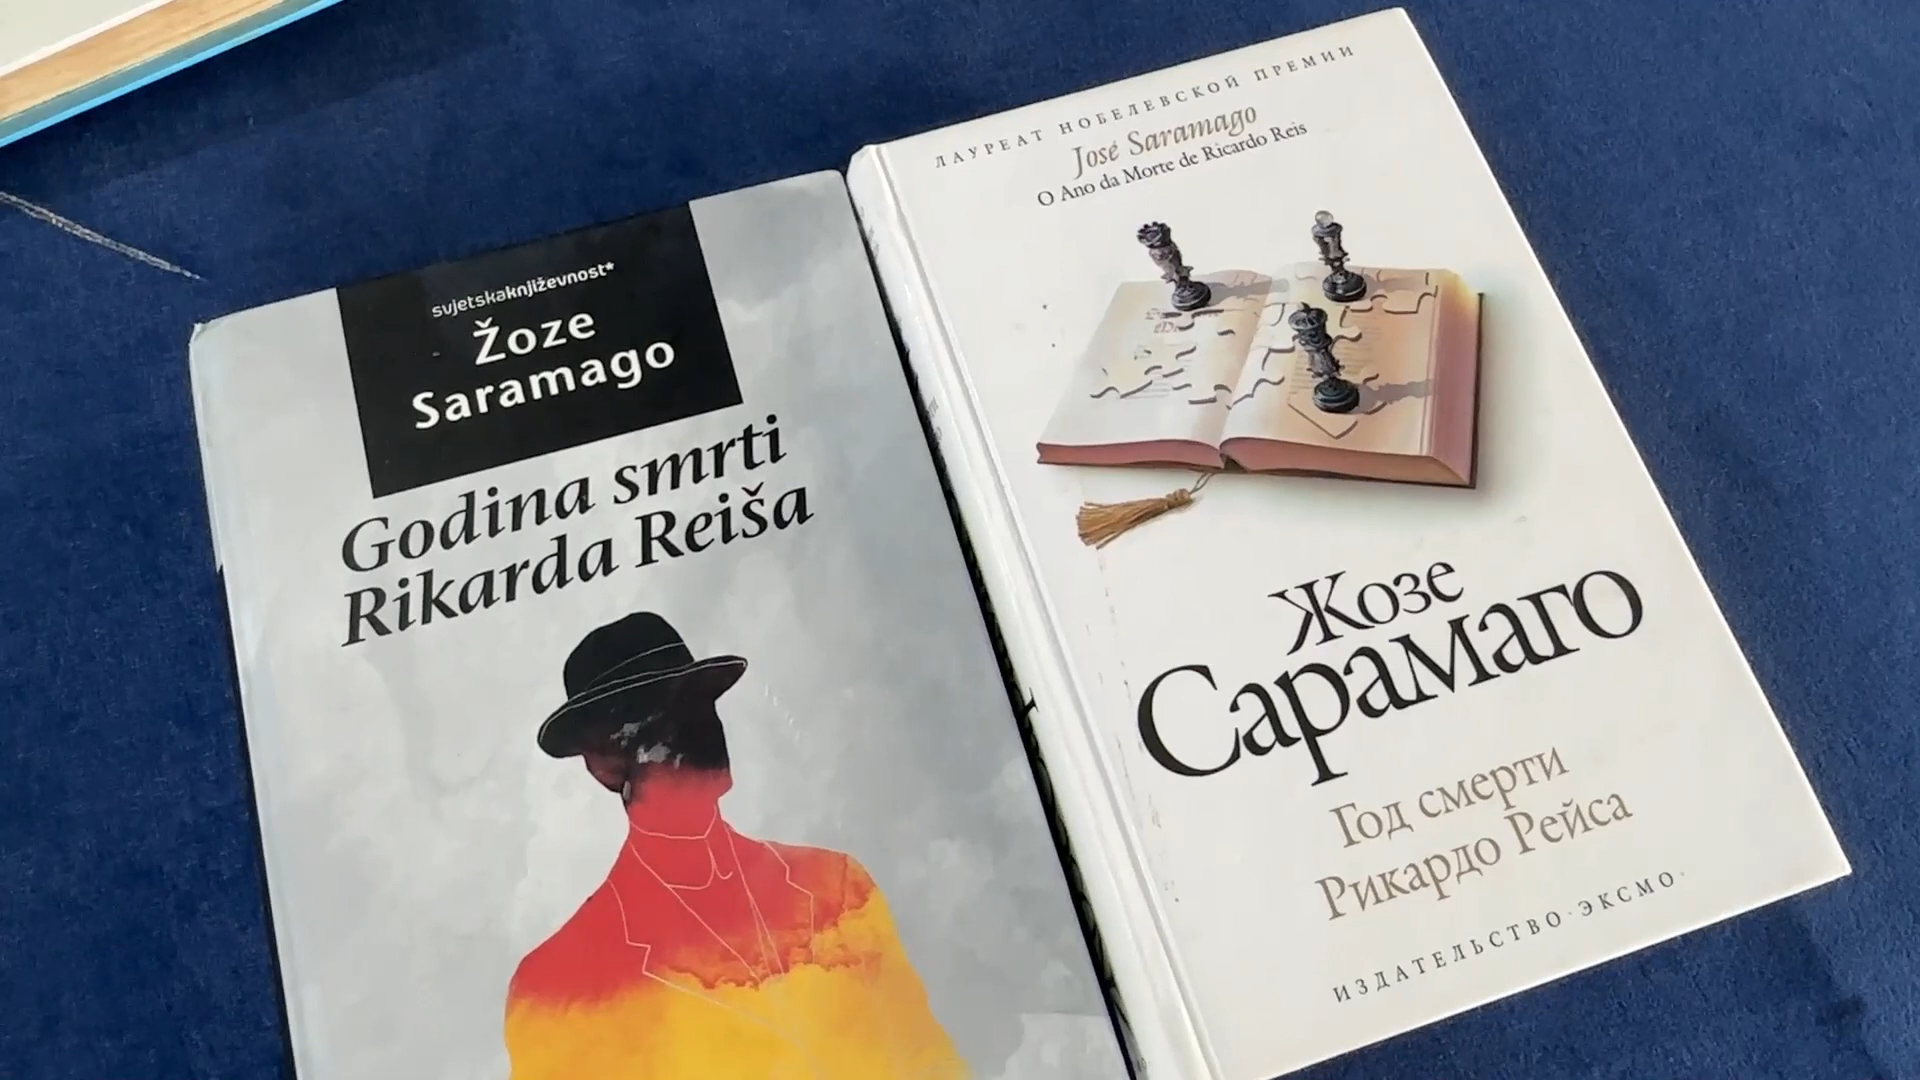 svjetskaknjiževnost*
Žoze
Saramago
Godina smrti
Rikarda Reiša
ЛАУРЕАТ НОБЕЛЕВСКОЙ ПРЕМИИ
José Saramago
O Ano da Morte de Ricardo Reis
Жозе
Сарамаго
Год смерти
Рикардо Рейса
ИЗДАТЕЛЬСТВО·ЭКСМО·